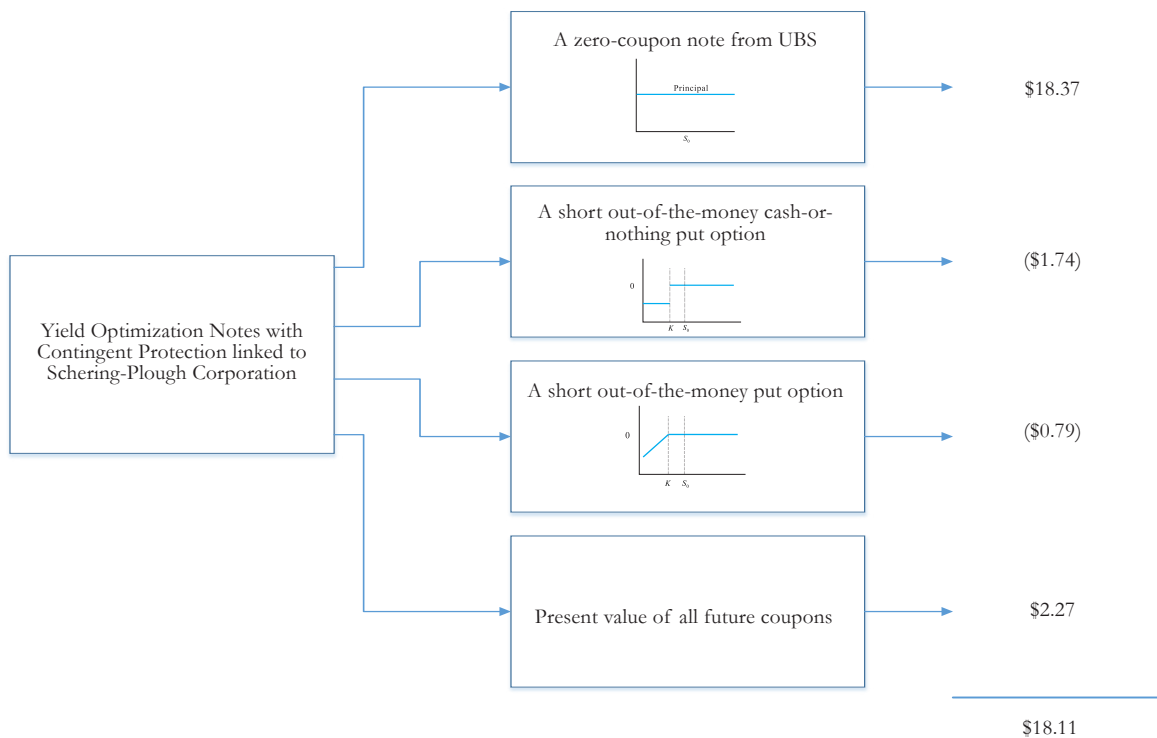 A zero-coupon note from UBS
Principal
S₀
$18.37
A short out-of-the-money cash-or-
nothing put option
0
K S₀
($1.74)
Yield Optimization Notes with
Contingent Protection linked to
Schering-Plough Corporation
A short out-of-the-money put option
0
K S₀
($0.79)
Present value of all future coupons
$2.27
$18.11